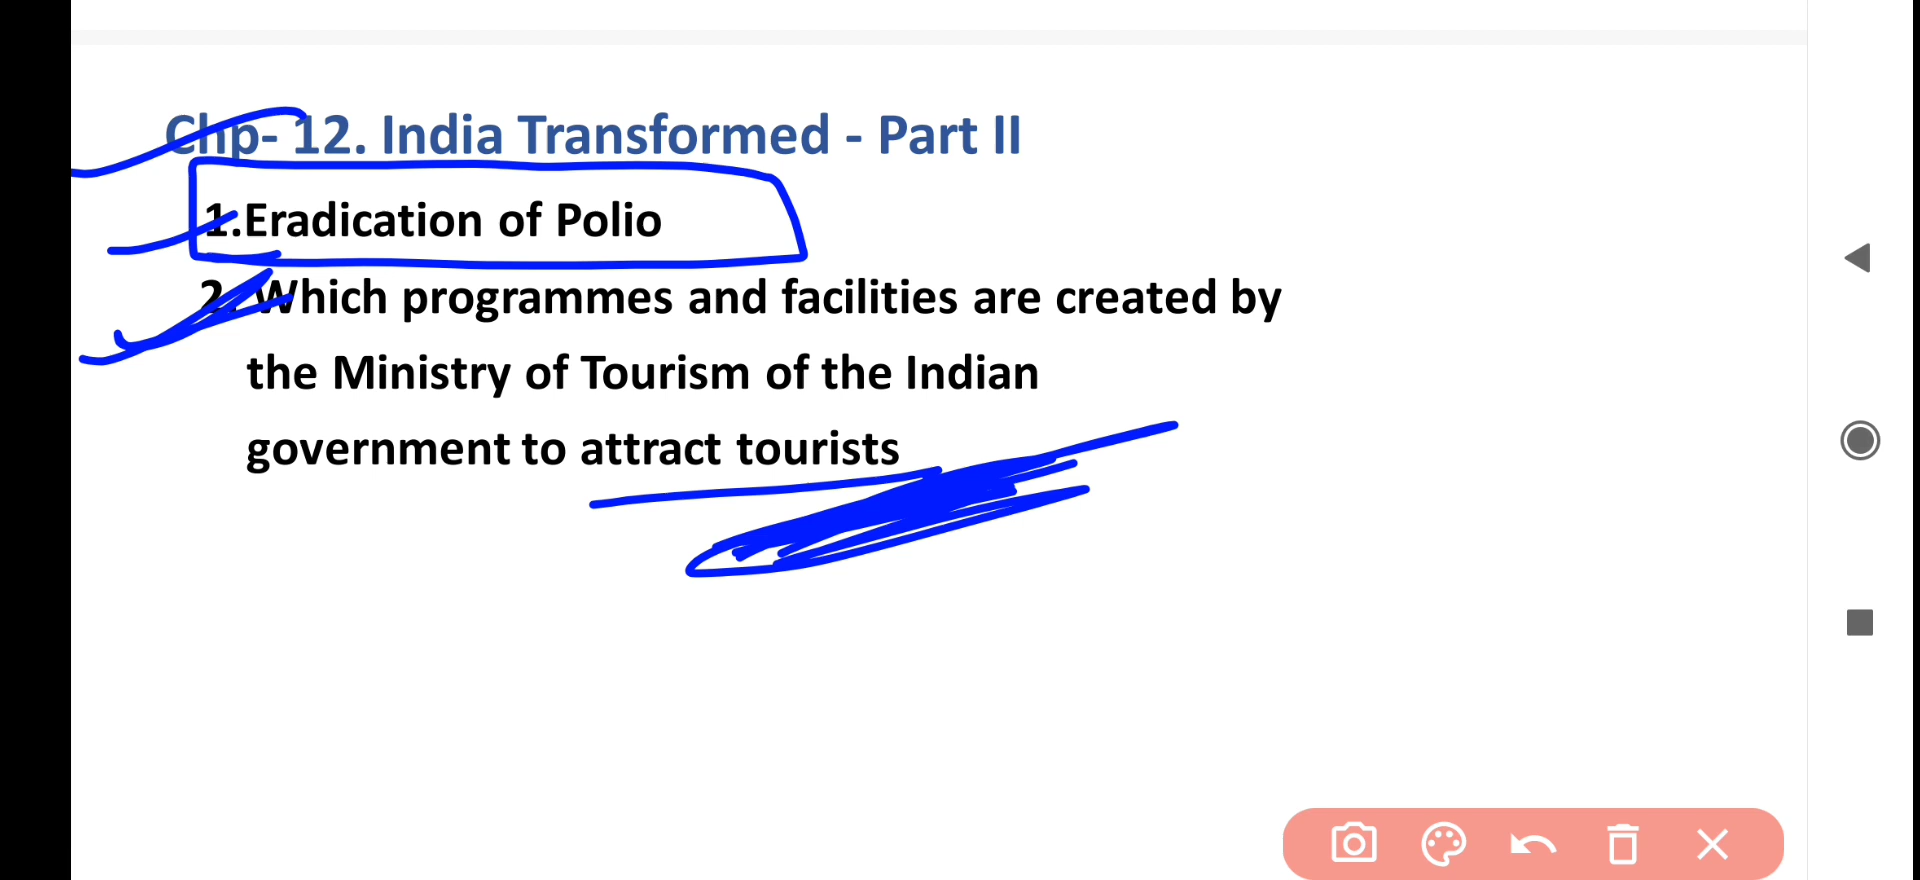 Chp- 12. India Transformed - Part II
1.Eradication of Polio
2. Which programmes and facilities are created by
the Ministry of Tourism of the Indian
government to attract tourists